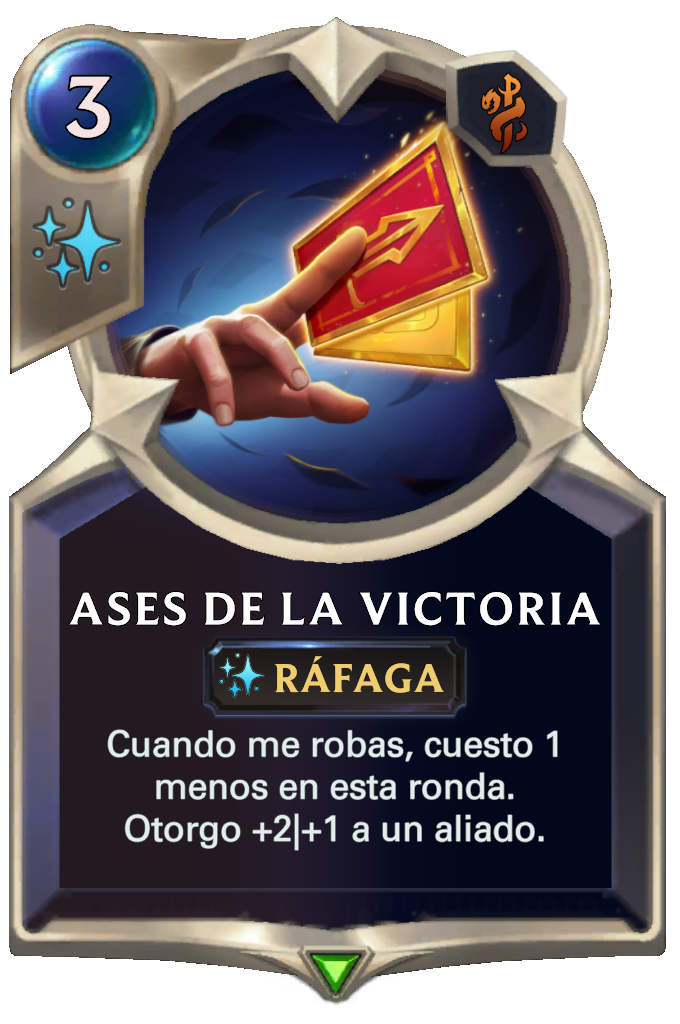 3
ASES DE LA VICTORIA
RÁFAGA
Cuando me robas, cuesto 1
menos en esta ronda.
Otorgo +2|+1 a un aliado.